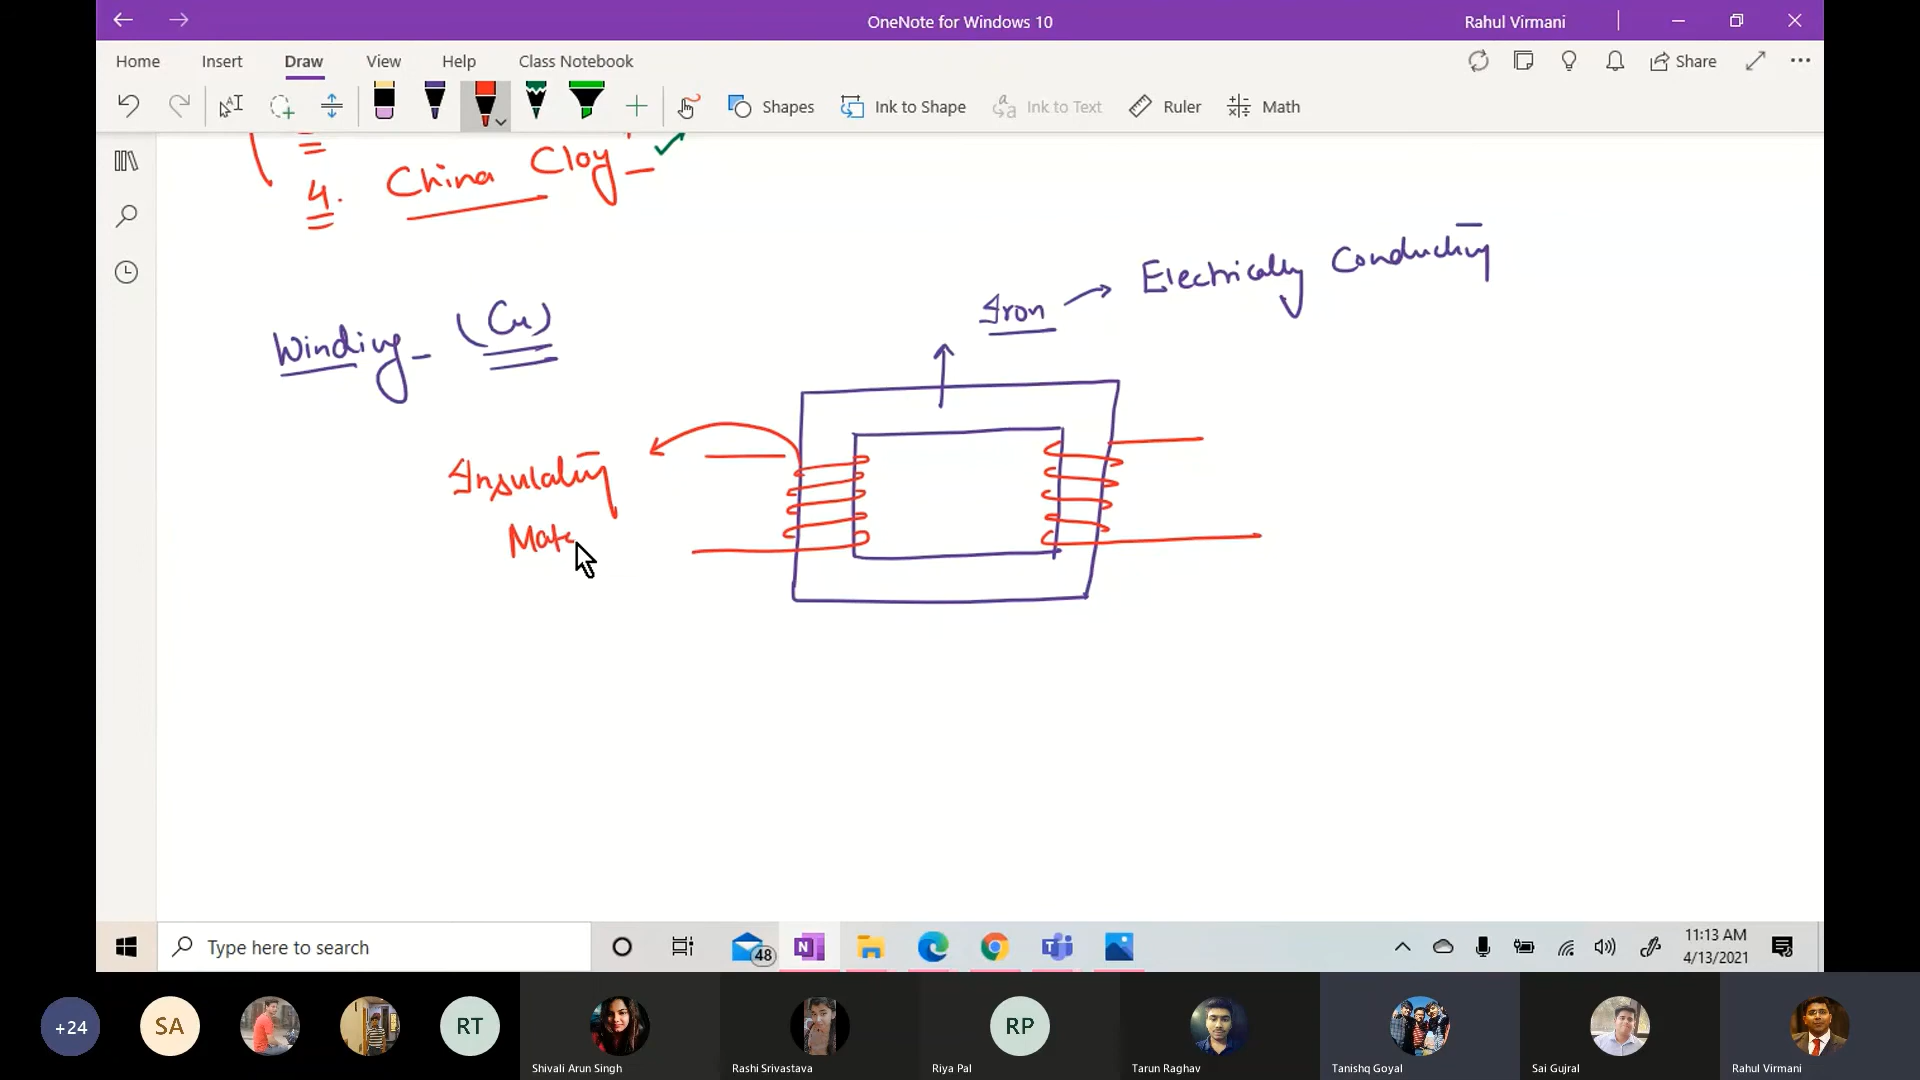 OneNote for Windows 10
Rahul Virmani
Home Insert Draw View Help Class Notebook
Share
Shapes Ink to Shape Ink to Text Ruler Math
4. China Clay
Winding - (Cu)
Iron → Electrically Conducting
Insulating
Mate
Type here to search
48
11:13 AM
4/13/2021
+24 SA RT RP
Shivali Arun Singh Rashi Srivastava Riya Pal Tarun Raghav Tanishq Goyal Sai Gujral Rahul Virmani